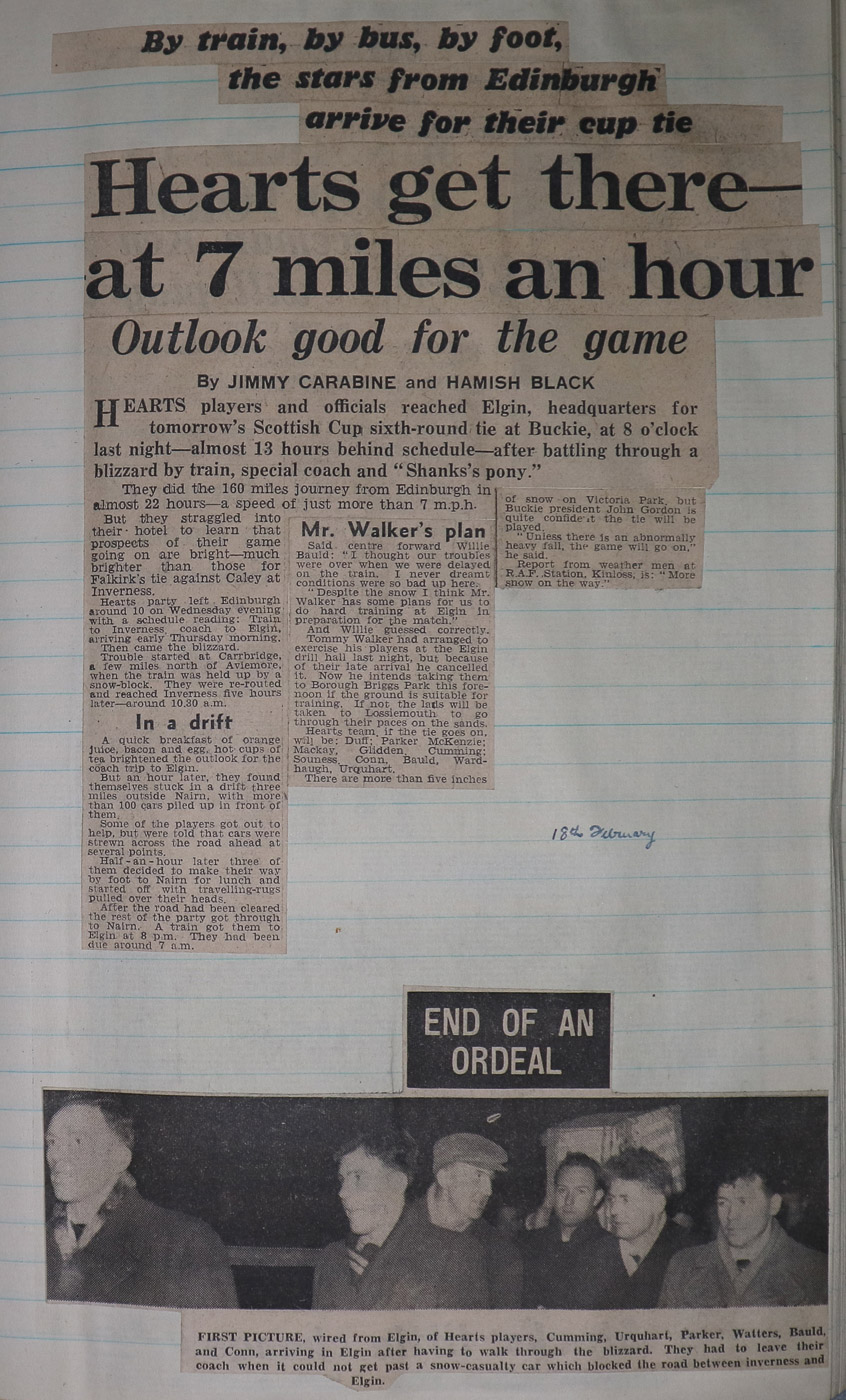 By train, by bus, by foot,
the stars from Edinburgh
arrive for their cup tie
Hearts get there—
at 7 miles an hour
Outlook good for the game
By JIMMY CARABINE and HAMISH BLACK
HEARTS players and officials reached Elgin, headquarters for
tomorrow's Scottish Cup sixth-round tie at Buckie, at 8 o'clock
last night—almost 13 hours behind schedule—after battling through a
blizzard by train, special coach and "Shanks's pony."
They did the 160 miles journey from Edinburgh in
almost 22 hours—a speed of just more than 7 m.p.h.
But they straggled into
their hotel to learn that
prospects of their game
going on are bright—much
brighter than those for
Falkirk's tie against Caley at
Inverness.
Hearts party left Edinburgh
around 10 on Wednesday evening
with a schedule reading: Train
to Inverness, coach to Elgin,
arriving early Thursday morning.
Then came the blizzard.
Trouble started at Carrbridge,
a few miles north of Aviemore,
when the train was held up by a
snow-block. They were re-routed
and reached Inverness five hours
later—around 10.30 a.m.
In a drift
A quick breakfast of orange
juice, bacon and egg, hot cups of
tea brightened the outlook for the
coach trip to Elgin.
But an hour later, they found
themselves stuck in a drift three
miles outside Nairn, with more
than 100 cars piled up in front of
them.
Some of the players got out to
help, but were told that cars were
strewn across the road ahead at
several points.
Half-an-hour later three of
them decided to make their way
by foot to Nairn for lunch and
started off with travelling-rugs
pulled over their heads.
After the road had been cleared
the rest of the party got through
to Nairn. A train got them to
Elgin at 8 p.m. They had been
due around 7 a.m.
Mr. Walker's plan
Said centre forward Willie
Bauld: "I thought our troubles
were over when we were delayed
on the train. I never dreamt
conditions were so bad up here.
"Despite the snow I think Mr.
Walker has some plans for us to
do hard training at Elgin in
preparation for the match."
And Willie guessed correctly.
Tommy Walker had arranged to
exercise his players at the Elgin
drill hall last night, but because
of their late arrival he cancelled
it. Now he intends taking them
to Borough Briggs Park this fore-
noon if the ground is suitable for
training. If not the lads will be
taken to Lossiemouth to go
through their paces on the sands.
Hearts team, if the tie goes on,
will be: Duff; Parker McKenzie;
Mackay, Glidden, Cumming;
Souness, Conn, Bauld, Ward-
haugh, Urquhart.
There are more than five inches
of snow on Victoria Park, but
Buckie president John Gordon is
quite confident the tie will be
played.
"Unless there is an abnormally
heavy fall, the game will go on,"
he said.
Report from weather men at
R.A.F. Station, Kinloss, is: "More
snow on the way."
18th February
END OF AN
ORDEAL
FIRST PICTURE, wired from Elgin, of Hearts players, Cumming, Urquhart, Parker, Watters, Bauld,
and Conn, arriving in Elgin after having to walk through the blizzard. They had to leave their
coach when it could not get past a snow-casualty car which blocked the road between inverness and
Elgin.